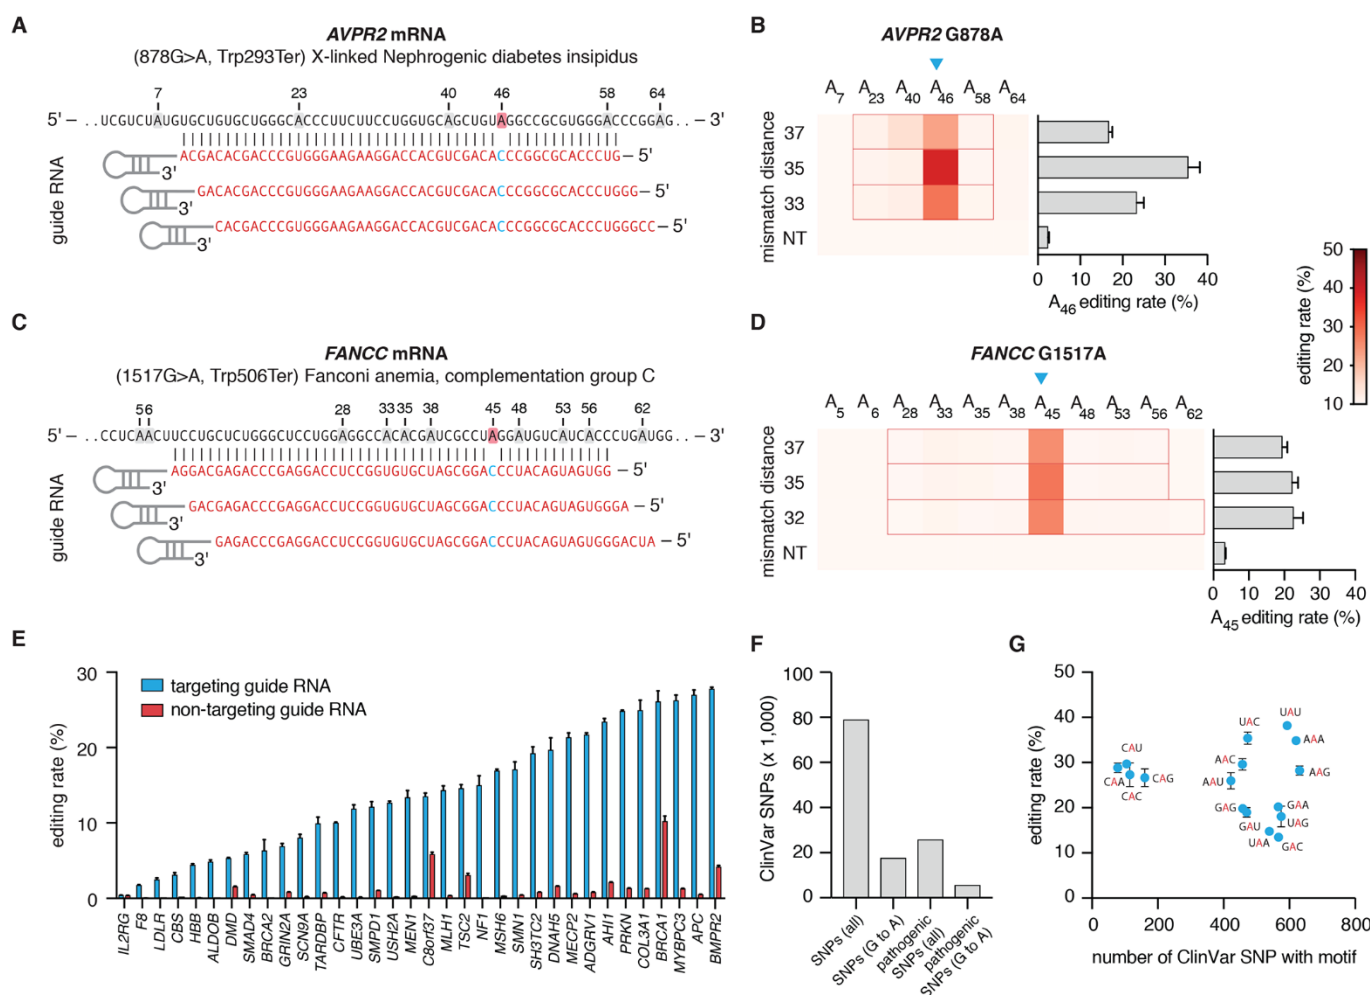 A
AVPR2 mRNA
(878G>A, Trp293Ter) X-linked Nephrogenic diabetes insipidus
7 23 40 46 58 64
5' – ..UCGUCUAUGUGCUGUGCUGGGCACCCUUCUUCCUGGUGCAGCUGUAGGCCGCGUGGGACCCGGAG.. – 3'
guide RNA
3' ACGACACGACCCGUGGGAAGAAGGACCACGUCGACACCCGGCGCACCCUG – 5'
3' GACACGACCCGUGGGAAGAAGGACCACGUCGACACCCGGCGCACCCUGGG – 5'
3' CACGACCCGUGGGAAGAAGGACCACGUCGACACCCGGCGCACCCUGGGCC – 5'
B
AVPR2 G878A
A7 A23 A40 A46 A58 A64
mismatch distance
37
35
33
NT
0 10 20 30 40
A46 editing rate (%)
editing rate (%)
50
40
30
20
10
C
FANCC mRNA
(1517G>A, Trp506Ter) Fanconi anemia, complementation group C
56 28 33 35 38 45 48 53 56 62
5' – ..CCUCAACUUCCUGCUCUGGGCUCCUGGAGGCCACACGAUCGCCUAGGAUGUCAUCACCCUGAUGG.. – 3'
guide RNA
3' AGGACGAGACCCGAGGACCUCCGGUGUGCUAGCGGACCCUACAGUAGUGG – 5'
3' GACGAGACCCGAGGACCUCCGGUGUGCUAGCGGACCCUACAGUAGUGGGA – 5'
3' GAGACCCGAGGACCUCCGGUGUGCUAGCGGACCCUACAGUAGUGGGACUA – 5'
D
FANCC G1517A
A5 A6 A28 A33 A35 A38 A45 A48 A53 A56 A62
mismatch distance
37
35
32
NT
0 10 20 30 40
A45 editing rate (%)
E
editing rate (%)
30
20
10
0
targeting guide RNA
non-targeting guide RNA
IL2RG F8 LDLR CBS HBB ALDOB DMD SMAD4 BRCA2 GRIN2A SCN9A TARDBP CFTR UBE3A SMPD1 USH2A MEN1 C8orf37 MLH1 TSC2 NF1 MSH6 SMN1 SH3TC2 DNAH5 MECP2 ADGRV1 AHI1 PRKN COL3A1 BRCA1 MYBPC3 APC BMPR2
F
ClinVar SNPs (x 1,000)
100
80
60
40
20
0
SNPs (all)
SNPs (G to A)
pathogenic
SNPs (all)
pathogenic
SNPs (G to A)
G
editing rate (%)
50
40
30
20
10
0
UAU
UAC
AAA
CAU
AAC
AAG
CAA
CAG
AAU
CAC
GAG
GAA
GAU
UAG
UAA
GAC
0 200 400 600 800
number of ClinVar SNP with motif